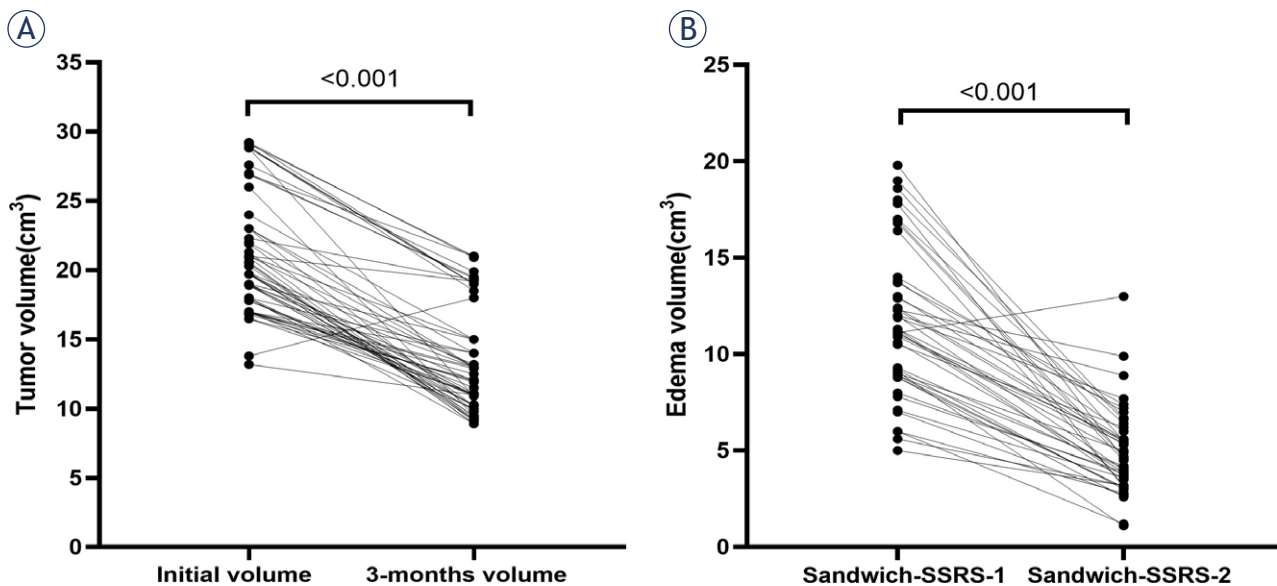 A
<0.001
Tumor volume(cm³)
35
30
25
20
15
10
5
0
Initial volume
3-months volume
B
<0.001
Edema volume(cm³)
25
20
15
10
5
0
Sandwich-SSRS-1
Sandwich-SSRS-2